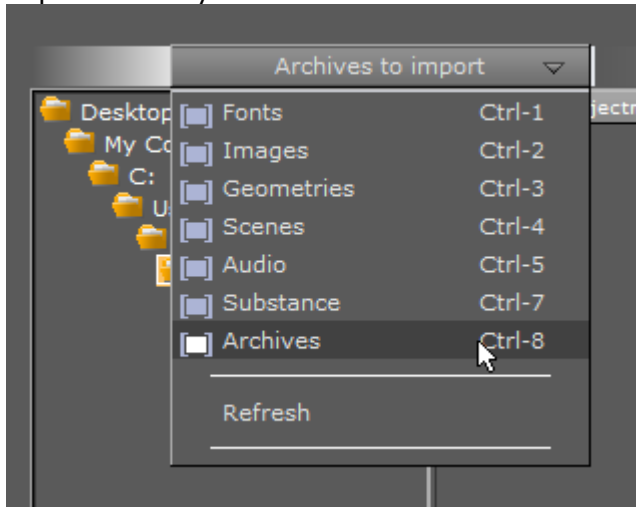 Archives to import
Desktop
My Co
C:
Us
Fonts Ctrl-1
Images Ctrl-2
Geometries Ctrl-3
Scenes Ctrl-4
Audio Ctrl-5
Substance Ctrl-7
Archives Ctrl-8
Refresh